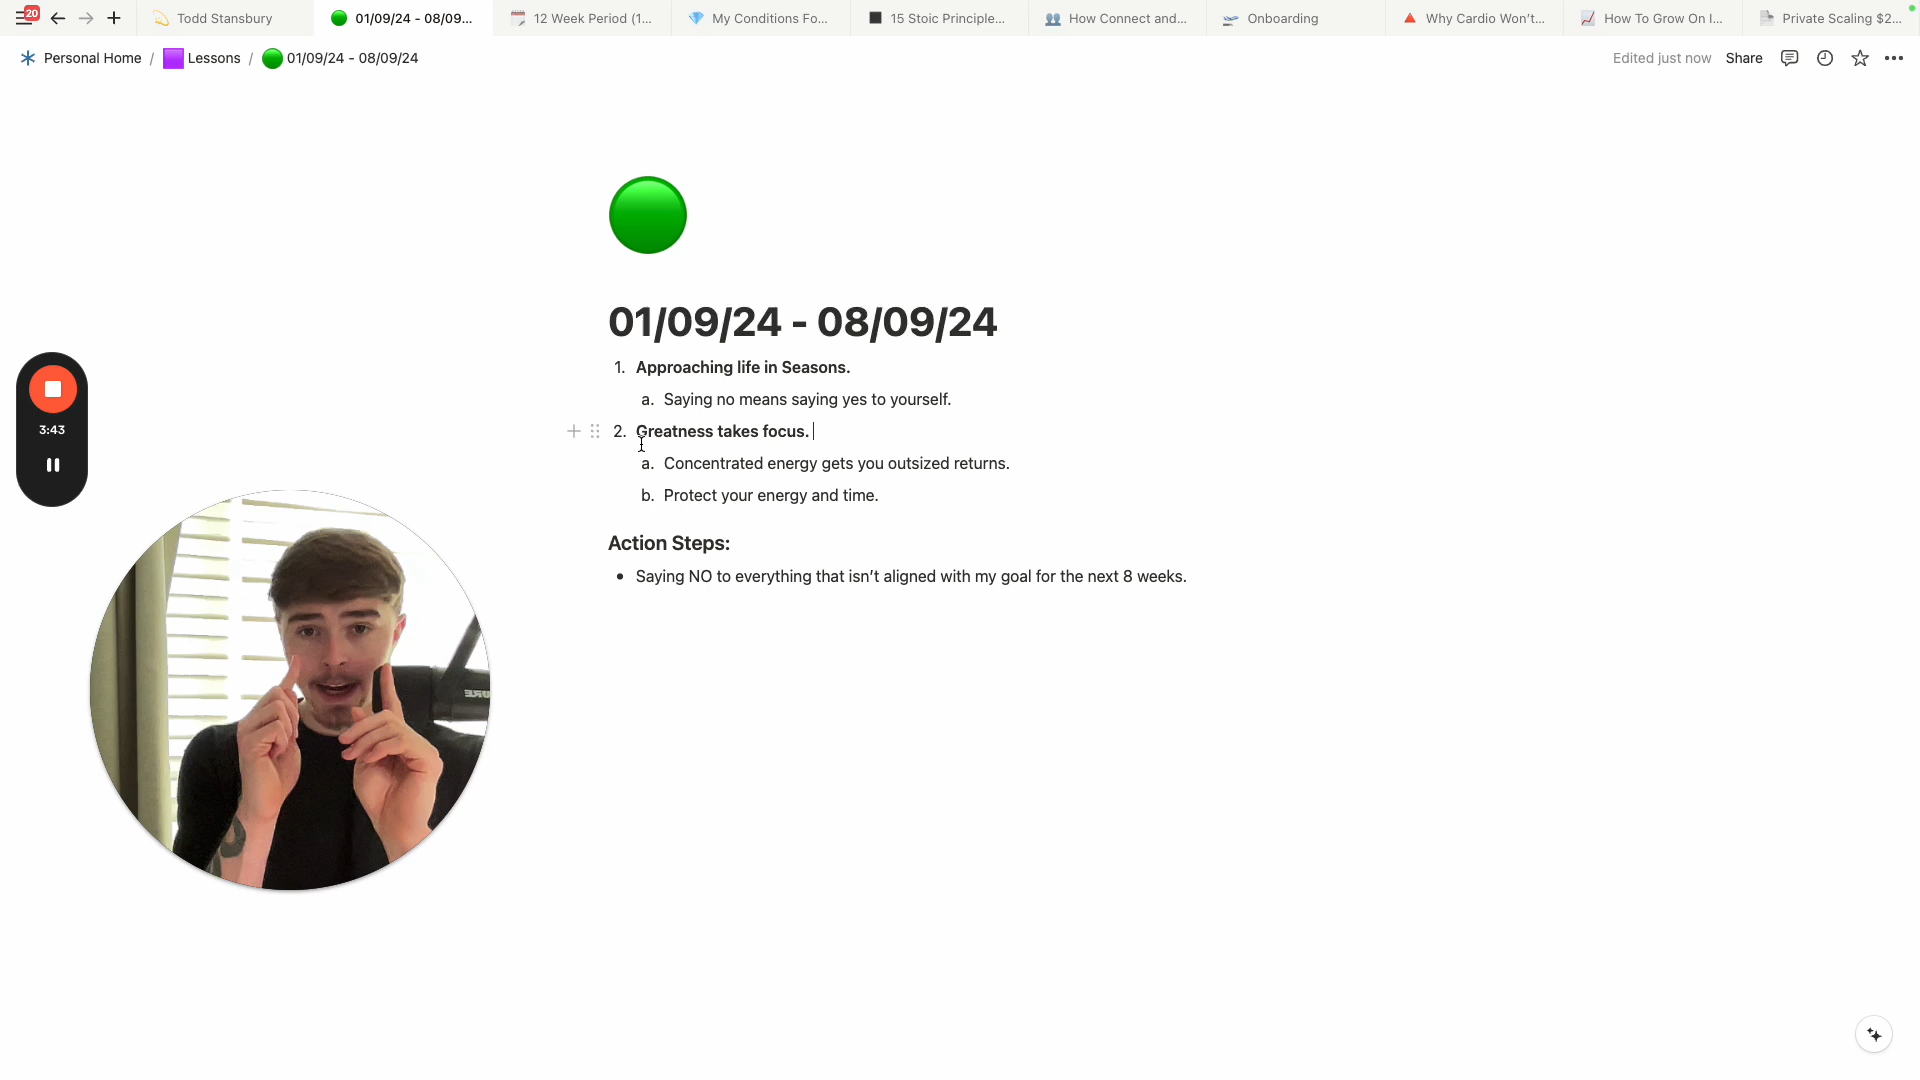 20
Todd Stansbury
01/09/24 - 08/09...
12 Week Period (1...
My Conditions Fo...
15 Stoic Principle...
How Connect and...
Onboarding
Why Cardio Won't...
How To Grow On I...
Private Scaling $2...
Personal Home / Lessons / 01/09/24 - 08/09/24
Edited just now
Share
01/09/24 - 08/09/24
1. Approaching life in Seasons.
a. Saying no means saying yes to yourself.
2. Greatness takes focus.
a. Concentrated energy gets you outsized returns.
b. Protect your energy and time.
Action Steps:
• Saying NO to everything that isn’t aligned with my goal for the next 8 weeks.
3:43